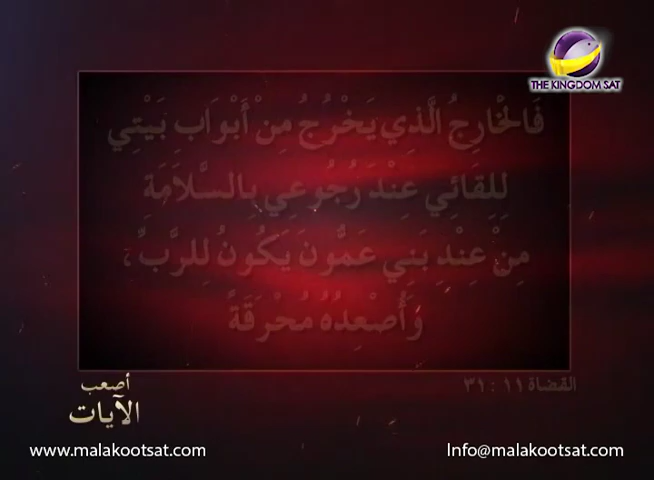 THE KINGDOM SAT
فَالْخَارِجُ الَّذِي يَخْرُجُ مِنْ أَبْوَابِ بَيْتِي
لِلِقَائِي عِنْدَ رُجُوعِي بِالسَّلَامَةِ
مِنْ عِنْدِ بَنِي عَمُّونَ يَكُونُ لِلرَّبِّ،
وَأُصْعِدُهُ مُحْرَقَةً
القضاة ١١ : ٣١
أصعب
الآيات
www.malakootsat.com
Info@malakootsat.com